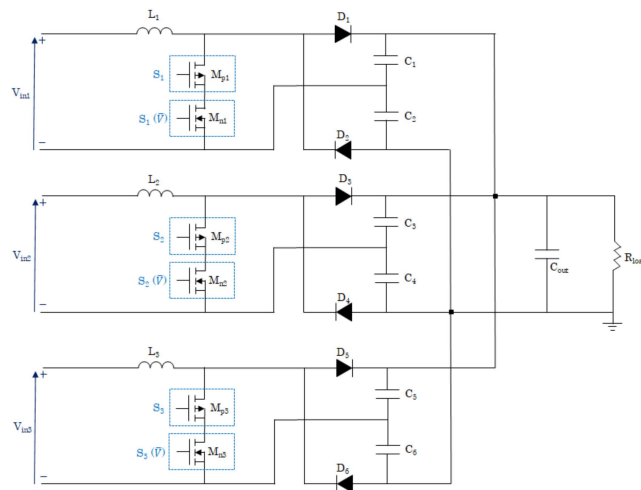 L₁
D₁
+
S₁
Mₚ₁
C₁
Vᵢₙ₁
S₁ (V̄)
Mₙ₁
C₂
−
D₂
L₂
D₃
+
S₂
Mₚ₂
C₃
Vᵢₙ₂
S₂ (V̄)
Mₙ₂
C₄
Cₒᵤₜ
−
D₄
L₃
D₅
+
S₃
Mₚ₃
C₅
Vᵢₙ₃
S₃ (V̄)
Mₙ₃
C₆
−
D₆